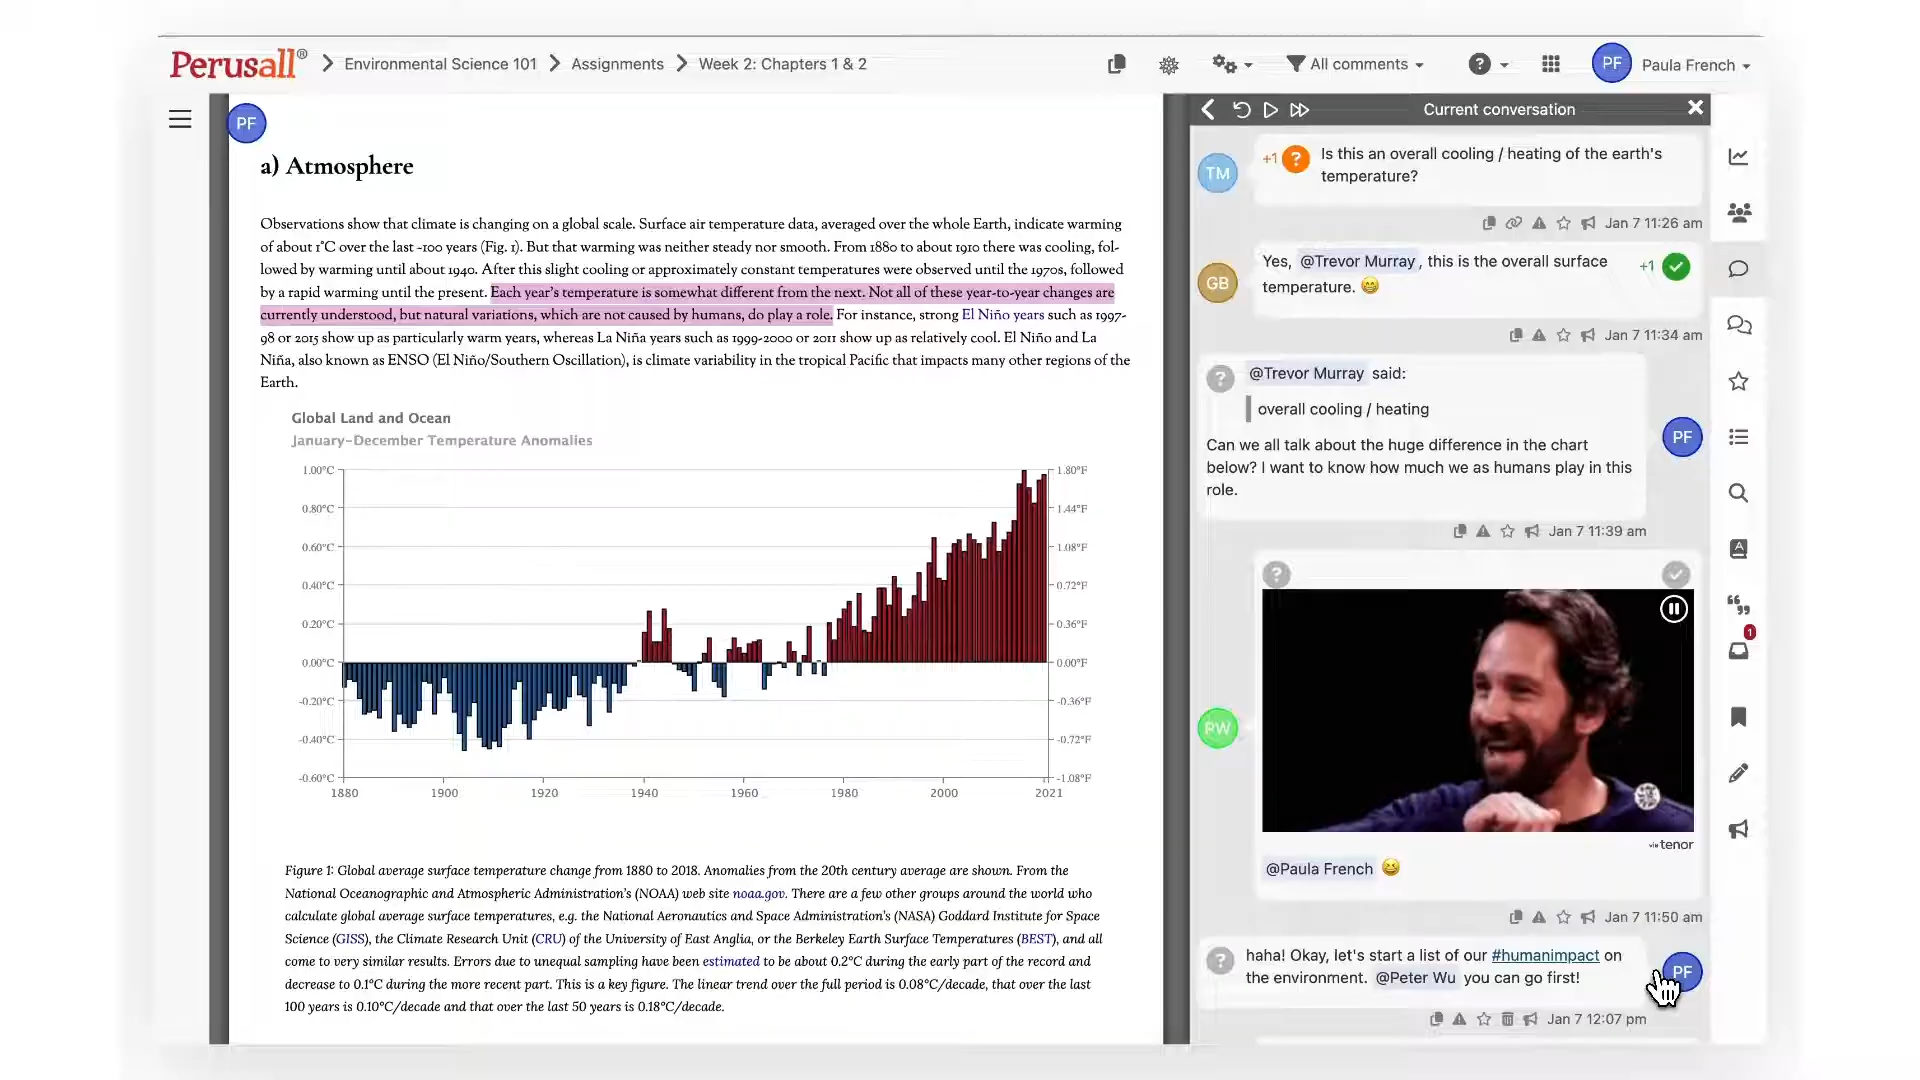 Perusall® > Environmental Science 101 > Assignments > Week 2: Chapters 1 & 2
All comments
PF Paula French
PF
a) Atmosphere
Observations show that climate is changing on a global scale. Surface air temperature data, averaged over the whole Earth, indicate warming
of about 1°C over the last ~100 years (Fig. 1). But that warming was neither steady nor smooth. From 1880 to about 1910 there was cooling, fol-
lowed by warming until about 1940. After this slight cooling or approximately constant temperatures were observed until the 1970s, followed
by a rapid warming until the present. Each year's temperature is somewhat different from the next. Not all of these year-to-year changes are
currently understood, but natural variations, which are not caused by humans, do play a role. For instance, strong El Niño years such as 1997-
98 or 2015 show up as particularly warm years, whereas La Niña years such as 1999-2000 or 2011 show up as relatively cool. El Niño and La
Niña, also known as ENSO (El Niño/Southern Oscillation), is climate variability in the tropical Pacific that impacts many other regions of the
Earth.
Global Land and Ocean
January-December Temperature Anomalies
1.00°C 1.80°F
0.80°C 1.44°F
0.60°C 1.08°F
0.40°C 0.72°F
0.20°C 0.36°F
0.00°C 0.00°F
-0.20°C -0.36°F
-0.40°C -0.72°F
-0.60°C -1.08°F
1880 1900 1920 1940 1960 1980 2000 2021
Figure 1: Global average surface temperature change from 1880 to 2018. Anomalies from the 20th century average are shown. From the
National Oceanographic and Atmospheric Administration's (NOAA) web site noaa.gov. There are a few other groups around the world who
calculate global average surface temperatures, e.g. the National Aeronautics and Space Administration's (NASA) Goddard Institute for Space
Science (GISS), the Climate Research Unit (CRU) of the University of East Anglia, or the Berkeley Earth Surface Temperatures (BEST), and all
come to very similar results. Errors due to unequal sampling have been estimated to be about 0.2°C during the early part of the record and
decrease to 0.1°C during the more recent part. This is a key figure. The linear trend over the full period is 0.08°C/decade, that over the last
100 years is 0.10°C/decade and that over the last 50 years is 0.18°C/decade.
Current conversation
TM
+1 ? Is this an overall cooling / heating of the earth's
temperature?
Jan 7 11:26 am
GB
Yes, @Trevor Murray , this is the overall surface +1
temperature. 😁
Jan 7 11:34 am
? @Trevor Murray said:
overall cooling / heating
PF
Can we all talk about the huge difference in the chart
below? I want to know how much we as humans play in this
role.
Jan 7 11:39 am
?
PW
via tenor
@Paula French 😆
Jan 7 11:50 am
? haha! Okay, let's start a list of our #humanimpact on
the environment. @Peter Wu you can go first!
PF
Jan 7 12:07 pm
1